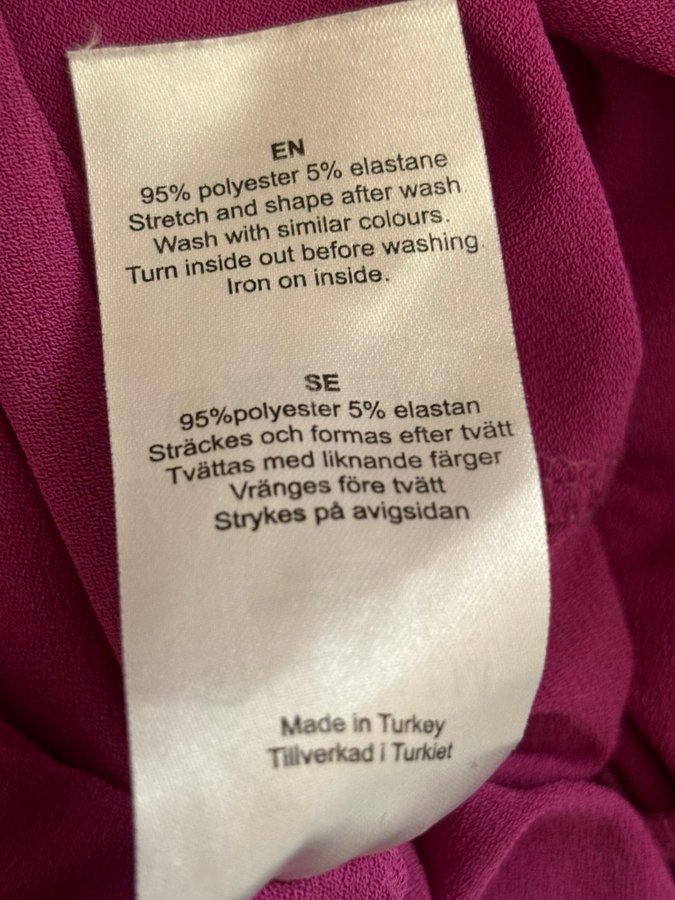 EN
95% polyester 5% elastane
Stretch and shape after wash
Wash with similar colours.
Turn inside out before washing.
Iron on inside.
SE
95%polyester 5% elastan
Sträckes och formas efter tvätt
Tvättas med liknande färger
Vränges före tvätt
Strykes på avigsidan
Made in Turkey
Tillverkad i Turkiet